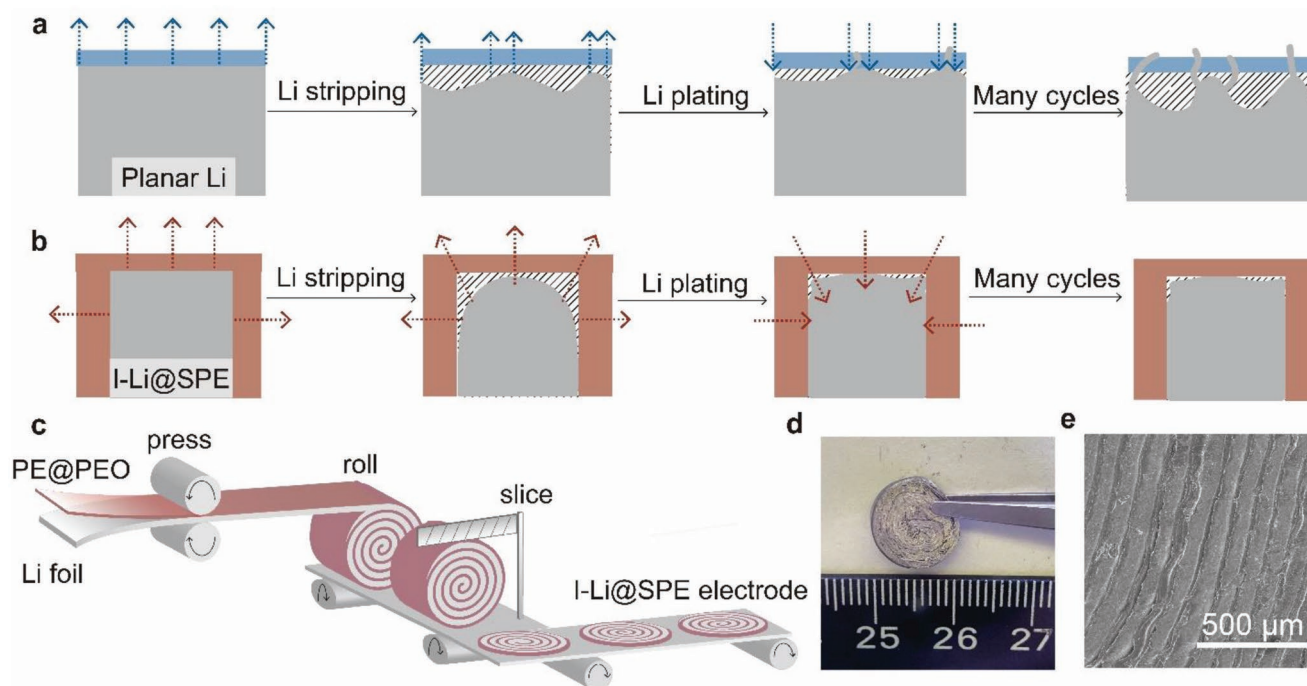 a
Li stripping
Li plating
Many cycles
Planar Li
b
Li stripping
Li plating
Many cycles
l-Li@SPE
c
press
PE@PEO
roll
slice
Li foil
l-Li@SPE electrode
d
25 26 27
e
500 μm